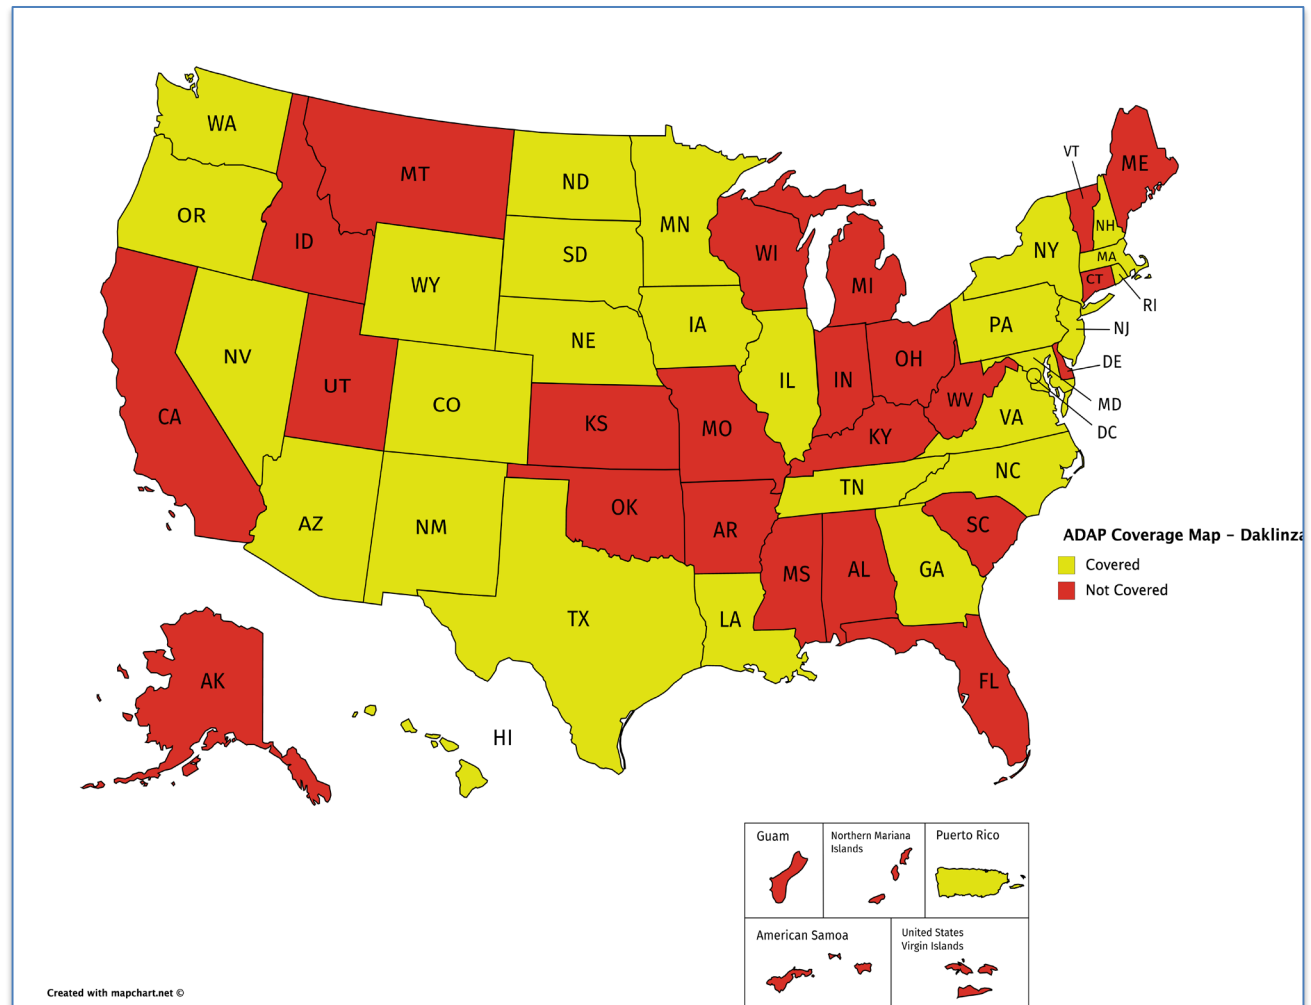 WA
MT
ME
VT
ND
OR
MN
NH
ID
NY
WI
SD
MA
CT
WY
MI
RI
IA
PA
NJ
NE
NV
OH
DE
IL
IN
UT
CO
WV
MD
CA
VA
KS
MO
DC
KY
NC
TN
OK
AZ
NM
AR
SC
ADAP Coverage Map – Daklinza
Covered
MS
AL
GA
Not Covered
TX
LA
AK
FL
HI
Guam
Northern Mariana
Islands
Puerto Rico
American Samoa
United States
Virgin Islands
Created with mapchart.net ©